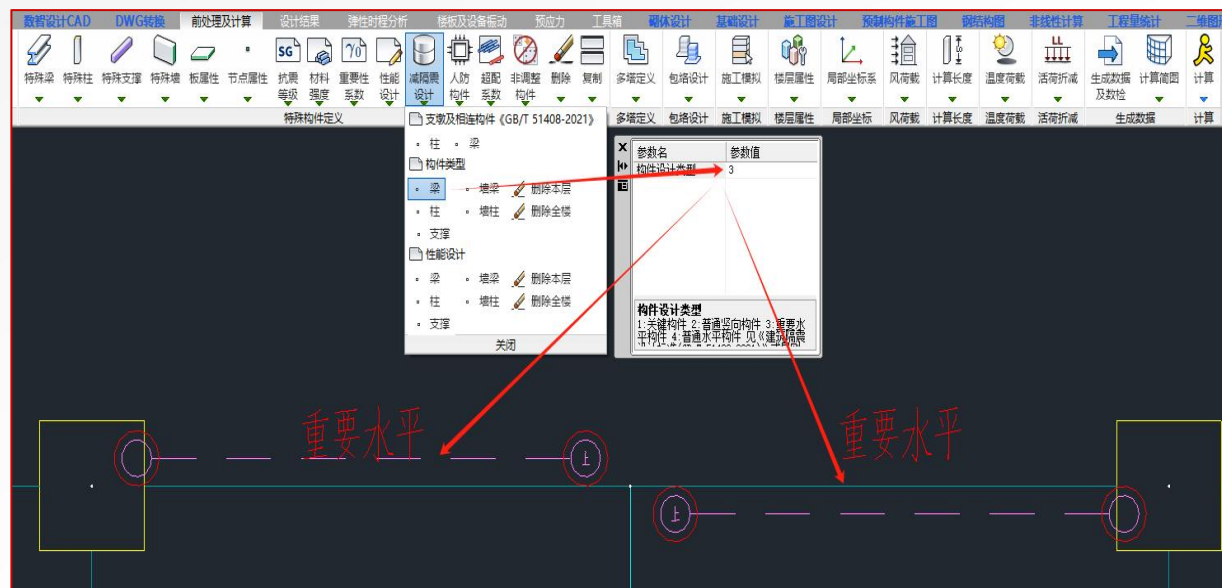 数智设计CAD DWG转换 前处理及计算 设计结果 弹性时程分析 楼板及设备振动 预应力 工具箱 砌体设计 基础设计 施工图设计 预制构件施工图 钢结构图 非线性计算 工程量统计 二维图
SG γ0 LL
特殊梁 特殊柱 特殊支撑 特殊墙 板属性 节点属性 抗震等级 材料强度 重要性系数 性能设计 减隔震设计 人防构件 超配系数 非调整构件 删除 复制 多塔定义 包络设计 施工模拟 楼层属性 局部坐标系 风荷载 计算长度 温度荷载 活荷折减 生成数据及数检 计算简图 计算
特殊构件定义 多塔定义 包络设计 施工模拟 楼层属性 局部坐标 风荷载 计算长度 温度荷载 活荷折减 生成数据 计算
支墩及相连构件《GB/T 51408-2021》
柱 梁
构件类型
梁 墙梁 删除本层
柱 墙柱 删除全楼
支撑
性能设计
梁 墙梁 删除本层
柱 墙柱 删除全楼
支撑
关闭
参数名 参数值
构件设计类型 3
构件设计类型
1:关键构件 2:普通竖向构件 3:重要水
平构件 4:普通水平构件 见《建筑隔震
重要水平 重要水平
上
上